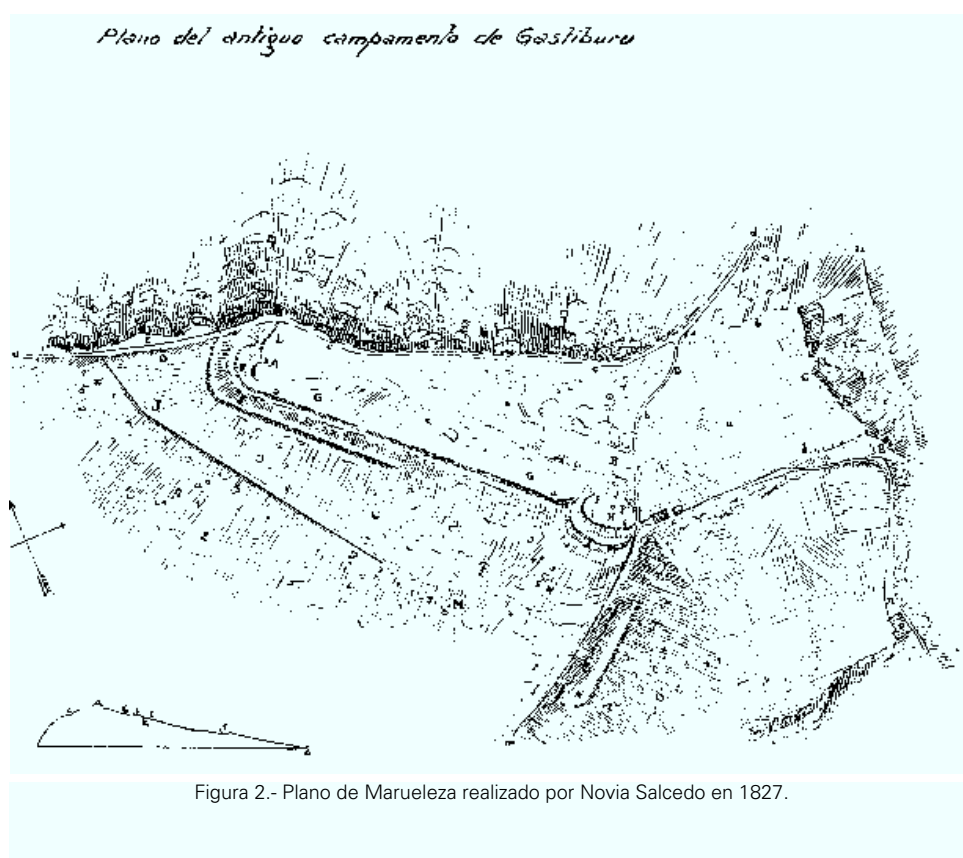 Plano del antiguo campamento de Gastiburu
Figura 2.- Plano de Marueleza realizado por Novia Salcedo en 1827.